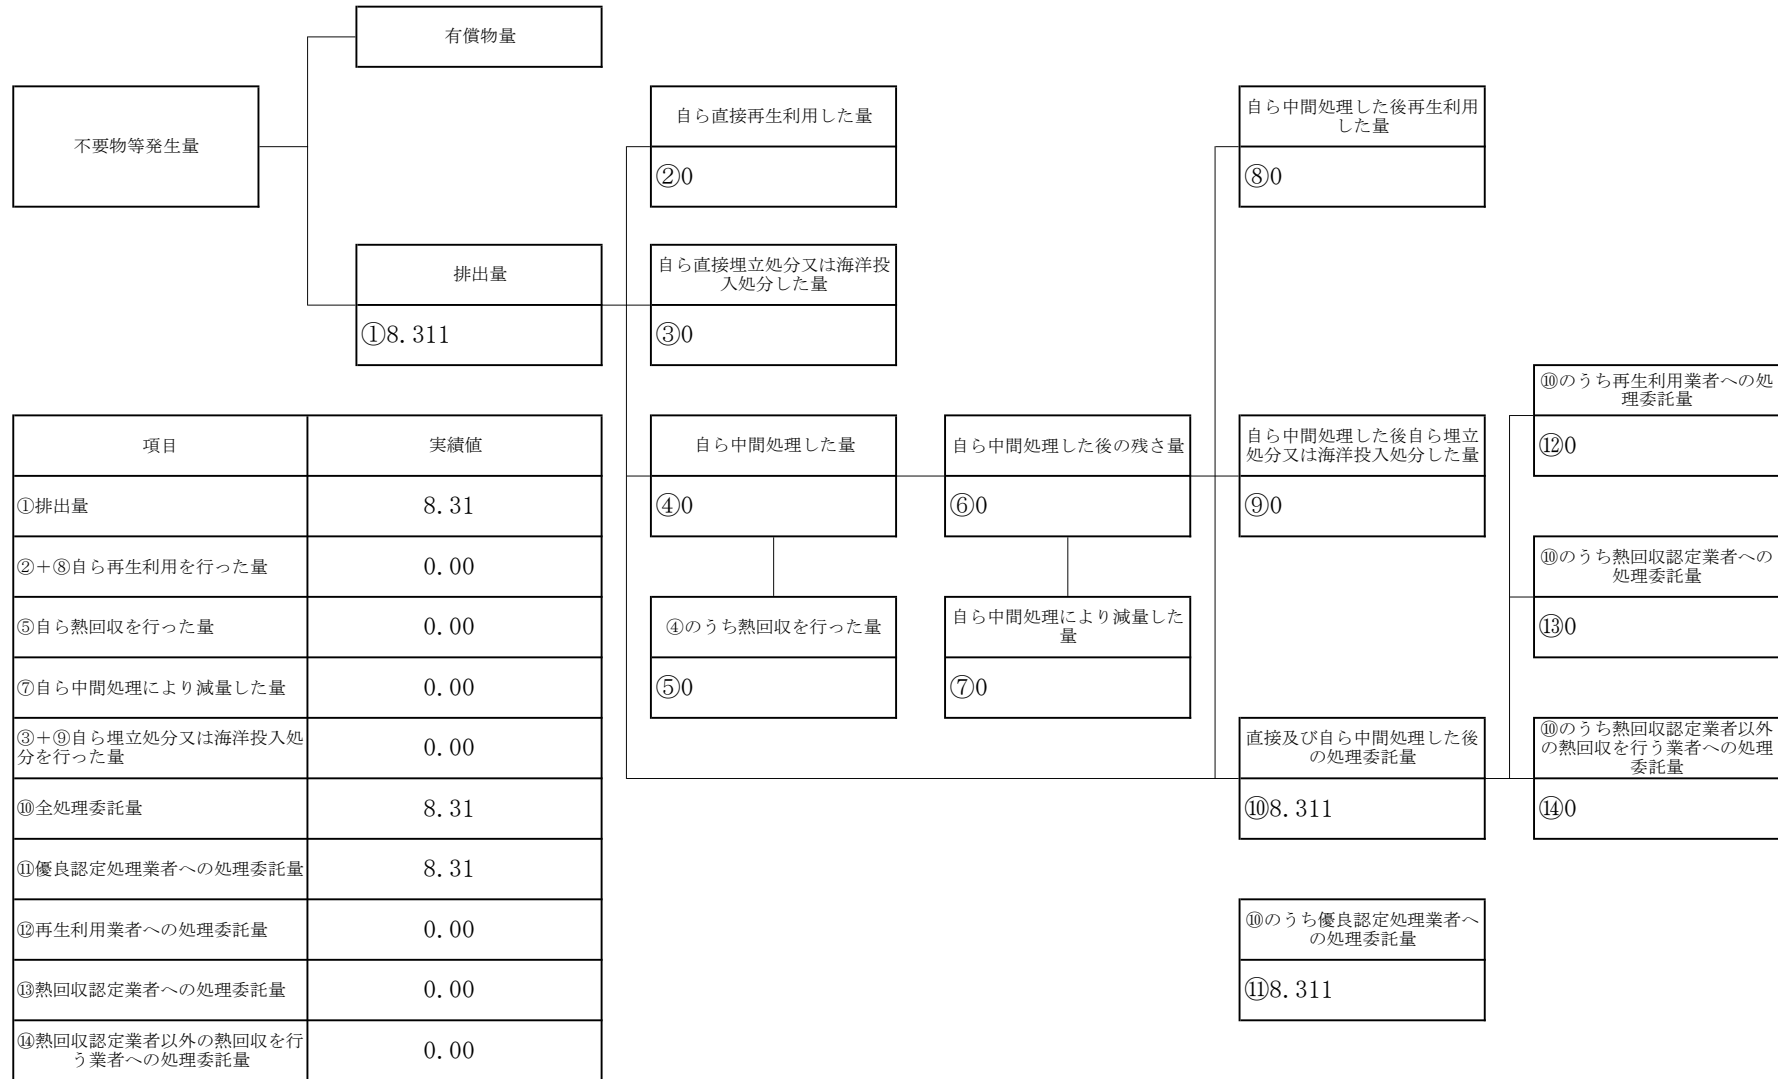 有償物量
不要物等発生量
自ら直接再生利用した量
②0
自ら中間処理した後再生利用
した量
⑧0
排出量
①8.311
自ら直接埋立処分又は海洋投
入処分した量
③0
⑩のうち再生利用業者への処
理委託量
⑫0
自ら中間処理した量
④0
自ら中間処理した後の残さ量
⑥0
自ら中間処理した後自ら埋立
処分又は海洋投入処分した量
⑨0
⑩のうち熱回収認定業者への
処理委託量
⑬0
④のうち熱回収を行った量
⑤0
自ら中間処理により減量した
量
⑦0
直接及び自ら中間処理した後
の処理委託量
⑩8.311
⑩のうち熱回収認定業者以外
の熱回収を行う業者への処理
委託量
⑭0
⑩のうち優良認定処理業者へ
の処理委託量
⑪8.311
項目 実績値
①排出量 8.31
②+⑧自ら再生利用を行った量 0.00
⑤自ら熱回収を行った量 0.00
⑦自ら中間処理により減量した量 0.00
③+⑨自ら埋立処分又は海洋投入処
分を行った量 0.00
⑩全処理委託量 8.31
⑪優良認定処理業者への処理委託量 8.31
⑫再生利用業者への処理委託量 0.00
⑬熱回収認定業者への処理委託量 0.00
⑭熱回収認定業者以外の熱回収を行
う業者への処理委託量 0.00